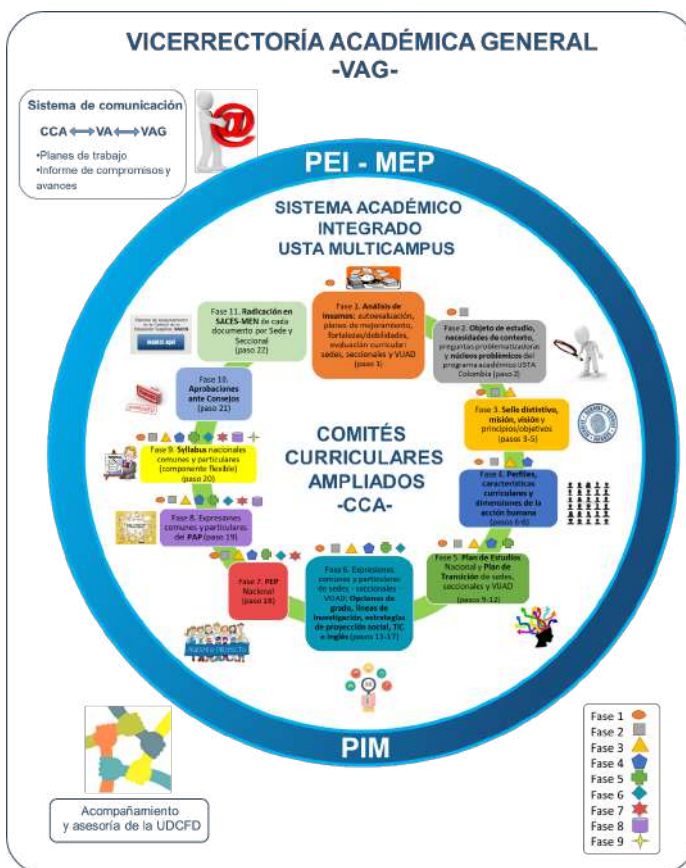 VICERRECTORÍA ACADÉMICA GENERAL
-VAG-
Sistema de comunicación
CCA VA VAG
•Planes de trabajo
•Informe de compromisos y
avances
PEI - MEP
SISTEMA ACADÉMICO
INTEGRADO
USTA MULTICAMPUS
Fase 1. Análisis de
Insumos: autoevaluación,
planes de mejoramiento,
fortalezas/debilidades,
evaluación curricular:
sedes, seccionales y VUAD
(paso 1)
Fase 2. Objeto de estudio,
necesidades de contexto,
preguntas problematizadoras
y núcleos problémicos del
programa académico USTA
Colombia (paso 2)
Fase 3. Sello distintivo,
misión, visión y
principios/objetivos
(pasos 3-5)
Fase 4. Perfiles,
características
curriculares y
dimensiones de la
acción humana
(pasos 6-8)
Fase 5. Plan de Estudios
Nacional y Plan de
Transición de sedes,
seccionales y VUAD
(pasos 9-12)
Fase 6. Expresiones
comunes y particulares
de sedes - seccionales -
VUAD: Opciones de
grado, líneas de
investigación, estrategias
de proyección social, TIC
e Inglés (pasos 13-17)
Fase 7. PEP
Nacional
(paso 18)
Fase 8. Expresiones
comunes y particulares
del PAP (paso 19)
Fase 9. Syllabus nacionales
comunes y particulares
(componente flexible)
(paso 20)
Fase 10.
Aprobaciones
ante Consejos
(paso 21)
Fase 11. Radicación en
SACES-MEN de cada
documento por Sede y
Seccional
(paso 22)
COMITÉS
CURRICULARES
AMPLIADOS
-CCA-
NUESTRO PROYECTO
PIM
Acompañamiento
y asesoría de la UDCFD
Fase 1
Fase 2
Fase 3
Fase 4
Fase 5
Fase 6
Fase 7
Fase 8
Fase 9